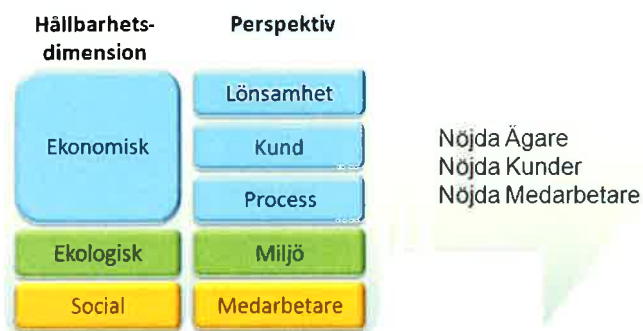 Hållbarhets-
dimension
Perspektiv
Ekonomisk
Lönsamhet
Kund
Process
Ekologisk
Miljö
Social
Medarbetare
Nöjda Ägare
Nöjda Kunder
Nöjda Medarbetare